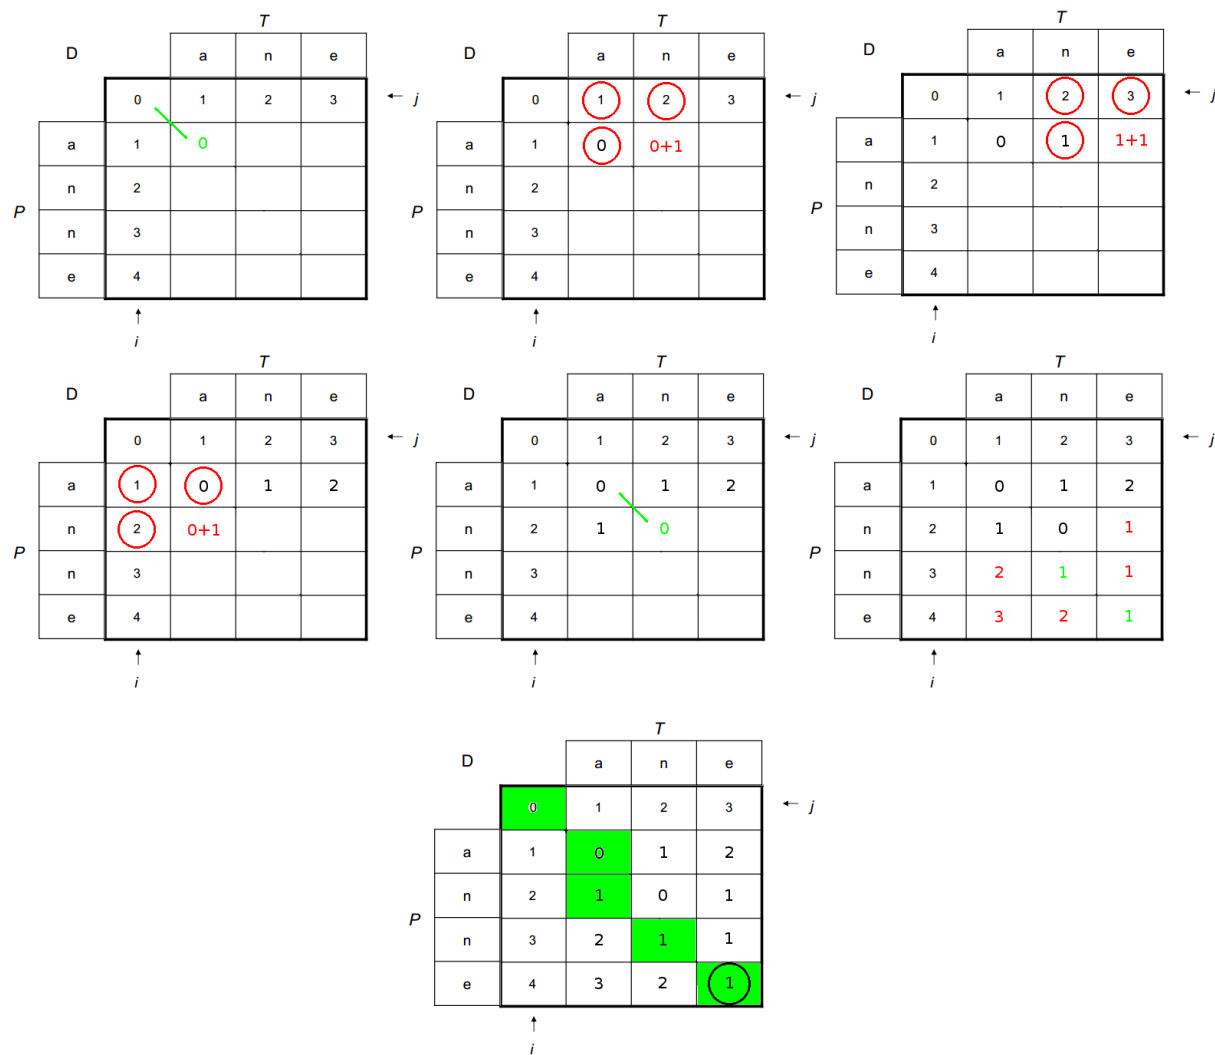 T T T
D a n e D a n e D a n e
0 1 2 3 ← j 0 1 2 3 ← j 0 1 2 3 ← j
a 1 0 a 1 0 0+1 a 1 0 1 1+1
n 2 n 2 n 2
P P P
n 3 n 3 n 3
e 4 e 4 e 4
↑ ↑ ↑
i i i
T T T
D a n e D a n e D a n e
0 1 2 3 ← j 0 1 2 3 ← j 0 1 2 3 ← j
a 1 0 1 2 a 1 0 1 2 a 1 0 1 2
n 2 0+1 n 2 1 0 n 2 1 0 1
P P P
n 3 n 3 n 3 2 1 1
e 4 e 4 e 4 3 2 1
↑ ↑ ↑
i i i
T
D a n e
0 1 2 3 ← j
a 1 0 1 2
n 2 1 0 1
P
n 3 2 1 1
e 4 3 2 1
↑
i